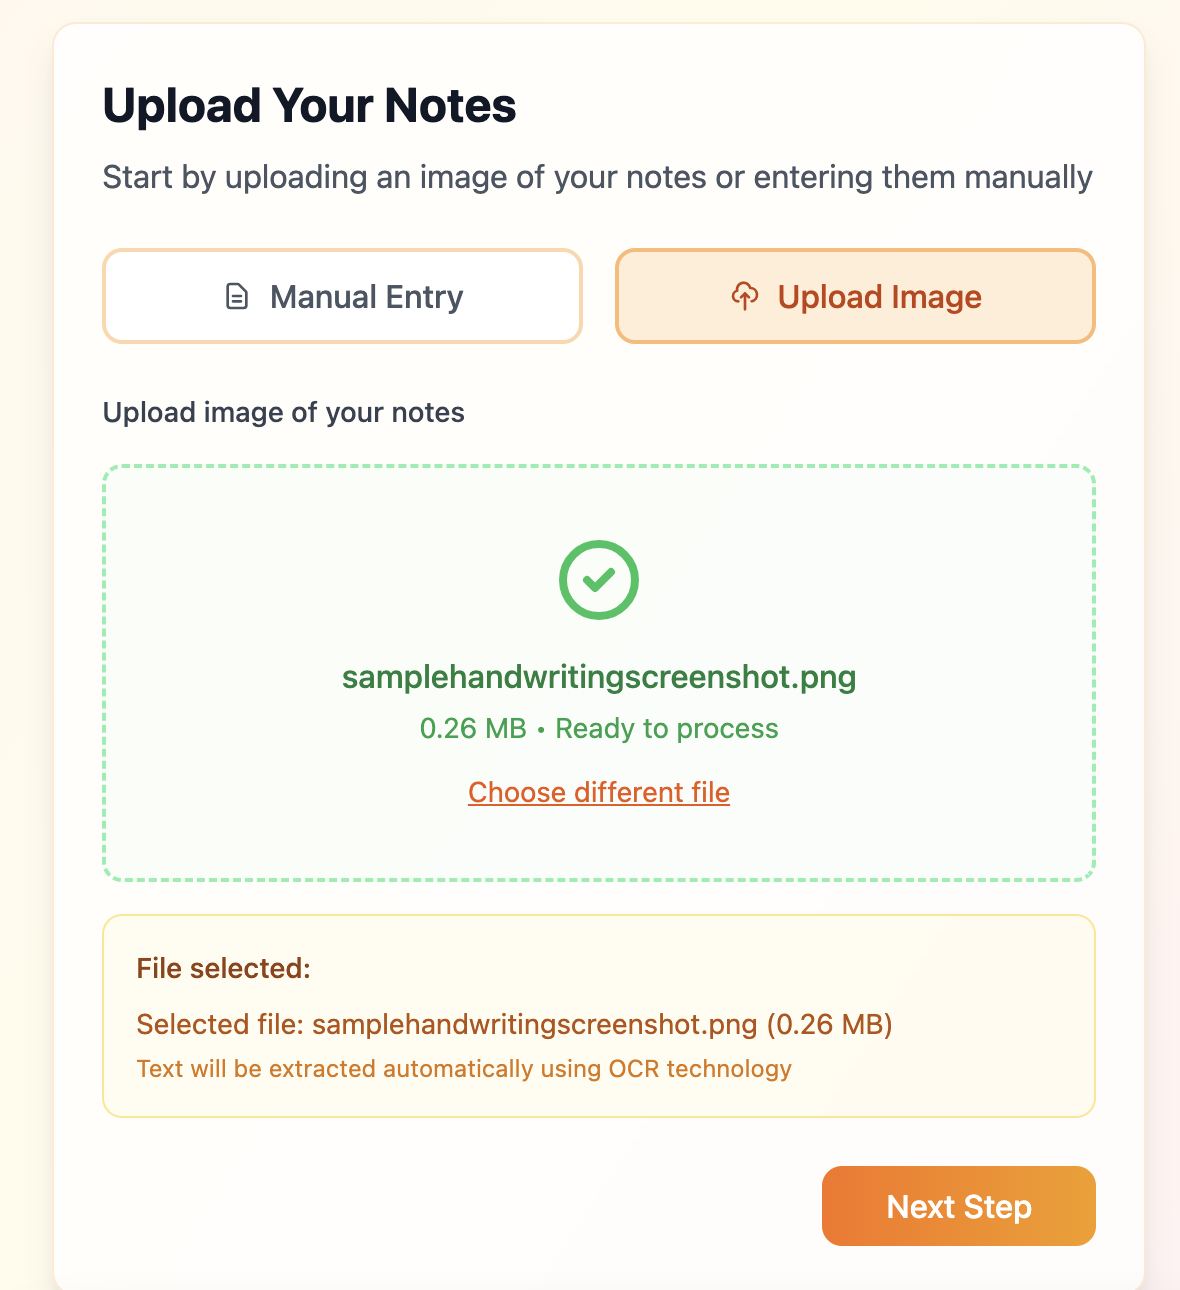 Upload Your Notes
Start by uploading an image of your notes or entering them manually
Manual Entry
Upload Image
Upload image of your notes
samplehandwritingscreenshot.png
0.26 MB • Ready to process
Choose different file
File selected:
Selected file: samplehandwritingscreenshot.png (0.26 MB)
Text will be extracted automatically using OCR technology
Next Step